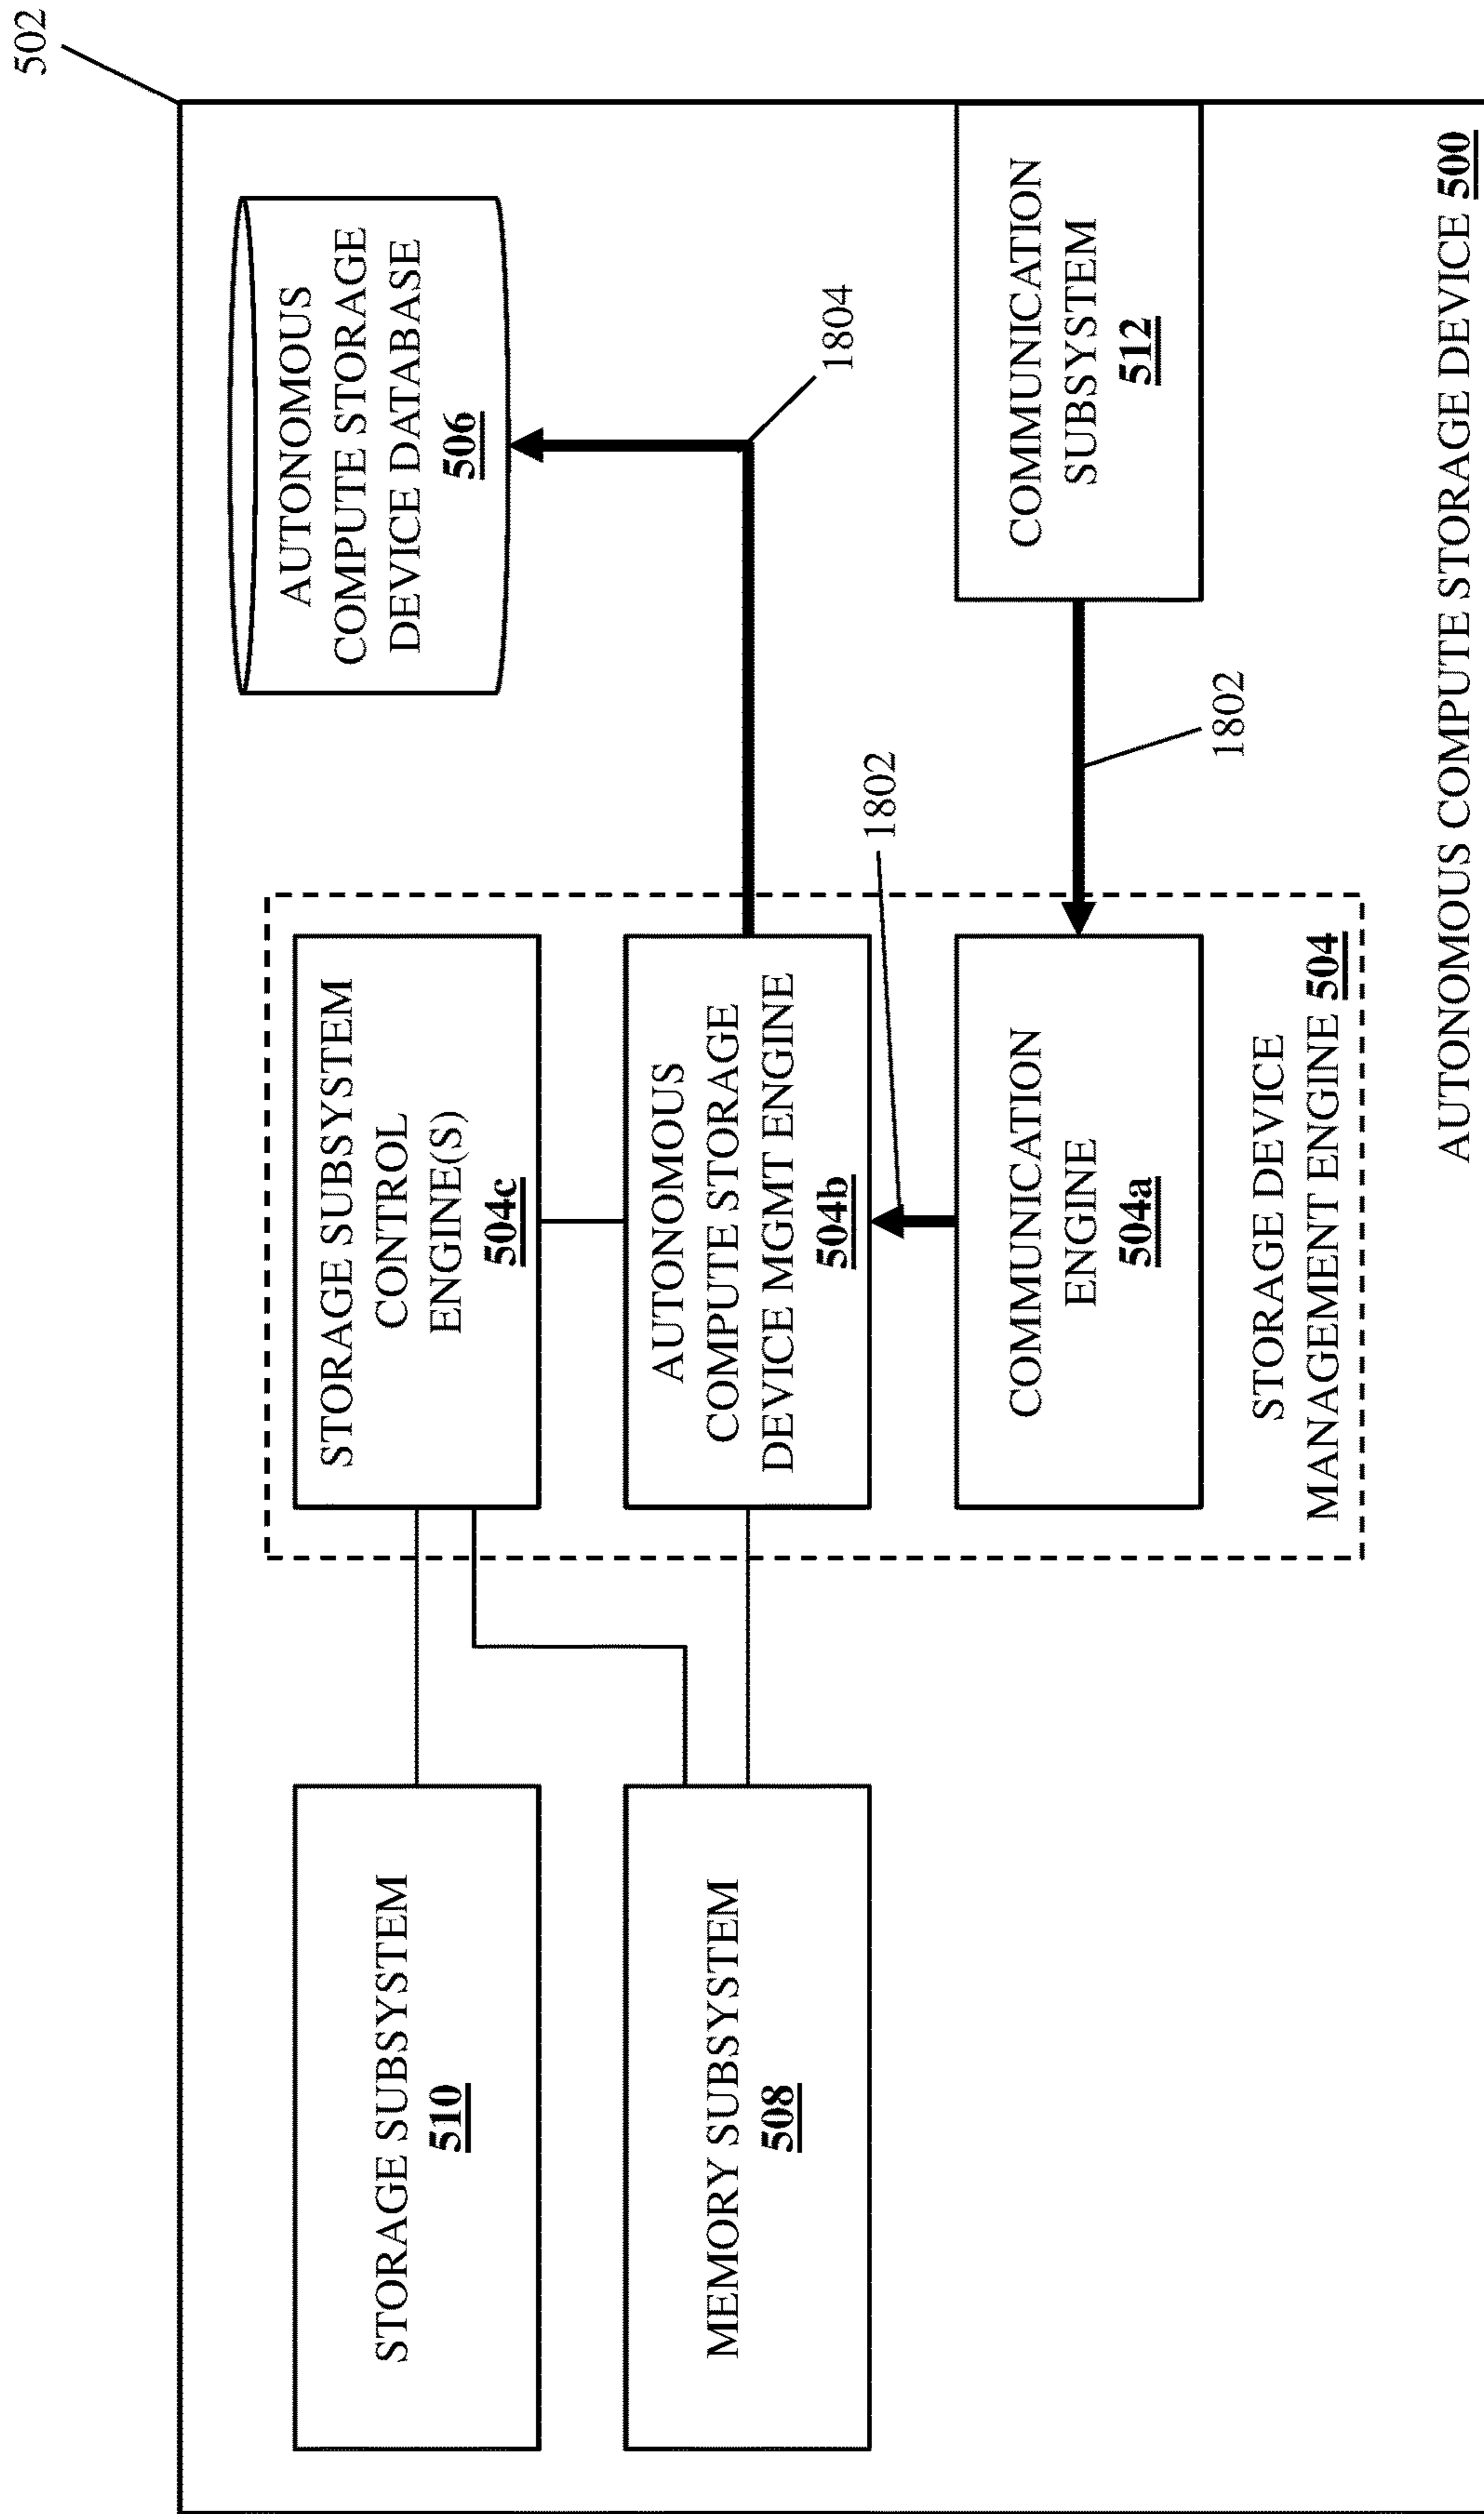 502
STORAGE SUBSYSTEM
510
STORAGE SUBSYSTEM
CONTROL
ENGINE(S)
504c
AUTONOMOUS
COMPUTE STORAGE
DEVICE DATABASE
506
MEMORY SUBSYSTEM
508
AUTONOMOUS
COMPUTE STORAGE
DEVICE MGMT ENGINE
504b
1804
1802
COMMUNICATION
ENGINE
504a
COMMUNICATION
SUBSYSTEM
512
1802
STORAGE DEVICE
MANAGEMENT ENGINE 504
AUTONOMOUS COMPUTE STORAGE DEVICE 500